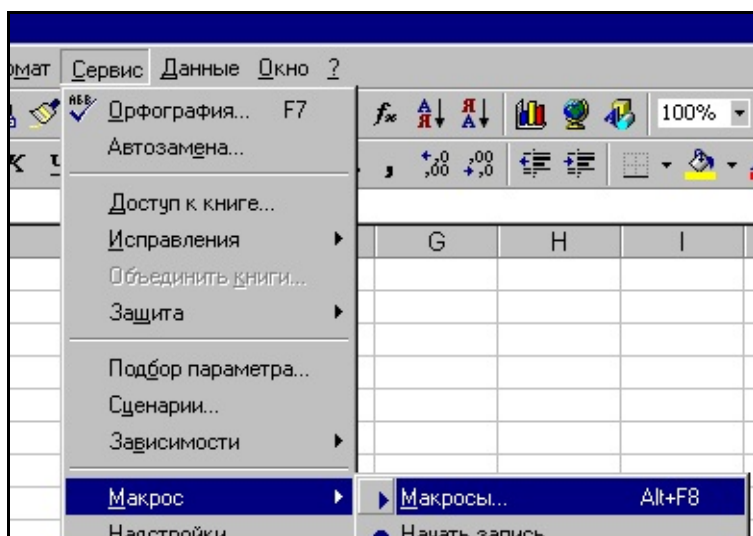 мат Сервис Данные Окно ?
Орфография... F7
100%
Автозамена...
Доступ к книге...
Исправления
G H I
Объединить книги...
Защита
Подбор параметра...
Сценарии...
Зависимости
Макрос
Макросы... Alt+F8
Надстройки
Начать запись